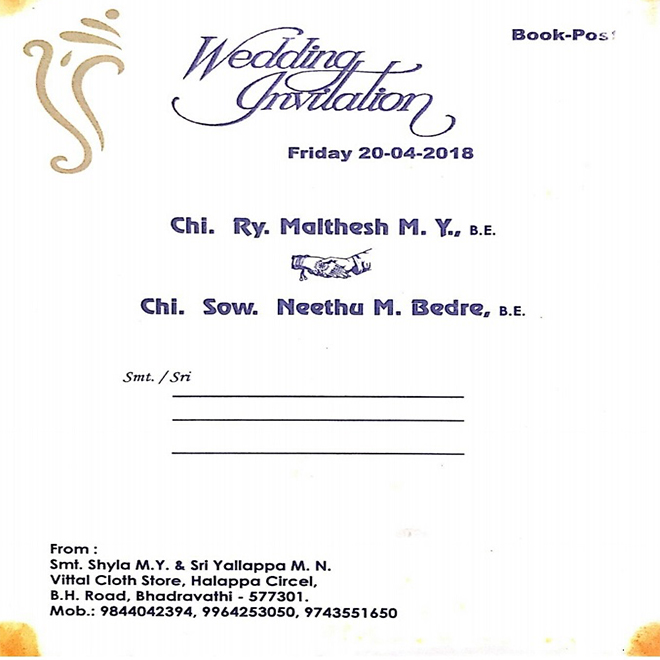 Book-Post
Wedding
Invitation
Friday 20-04-2018
Chi. Ry. Malthesh M. Y., B.E.
Chi. Sow. Neethu M. Bedre, B.E.
Smt. / Sri
From :
Smt. Shyla M.Y. & Sri Yallappa M. N.
Vittal Cloth Store, Halappa Circel,
B.H. Road, Bhadravathi - 577301.
Mob.: 9844042394, 9964253050, 9743551650